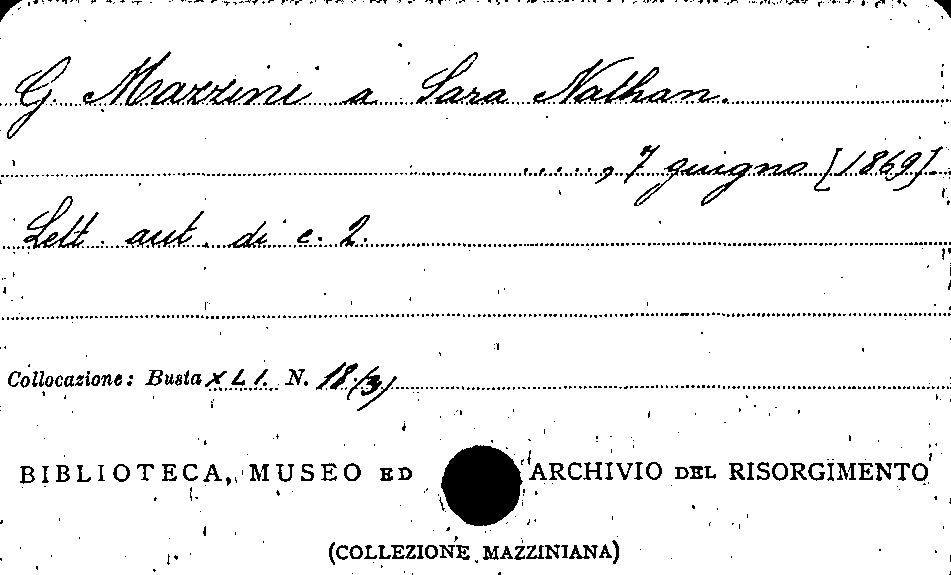 G. Mazzini a Sara Nathan.
....., 7 giugno [1869].
Lett. aut. di c. 2.
Collocazione: Busta XLI. N. 18(3)
BIBLIOTECA, MUSEO ED ARCHIVIO DEL RISORGIMENTO
(COLLEZIONE MAZZINIANA)